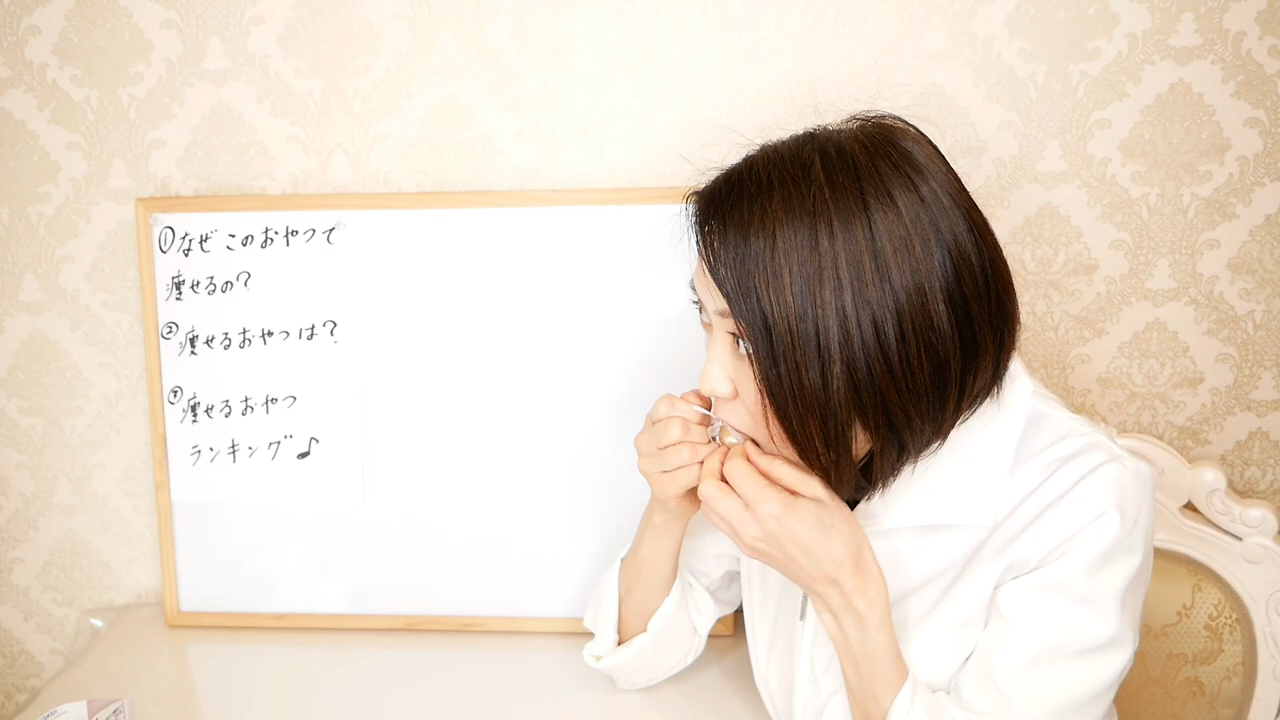 ①なぜこのおやつで
痩せるの?
②痩せるおやつは?
③痩せるおやつ
ランキング♪